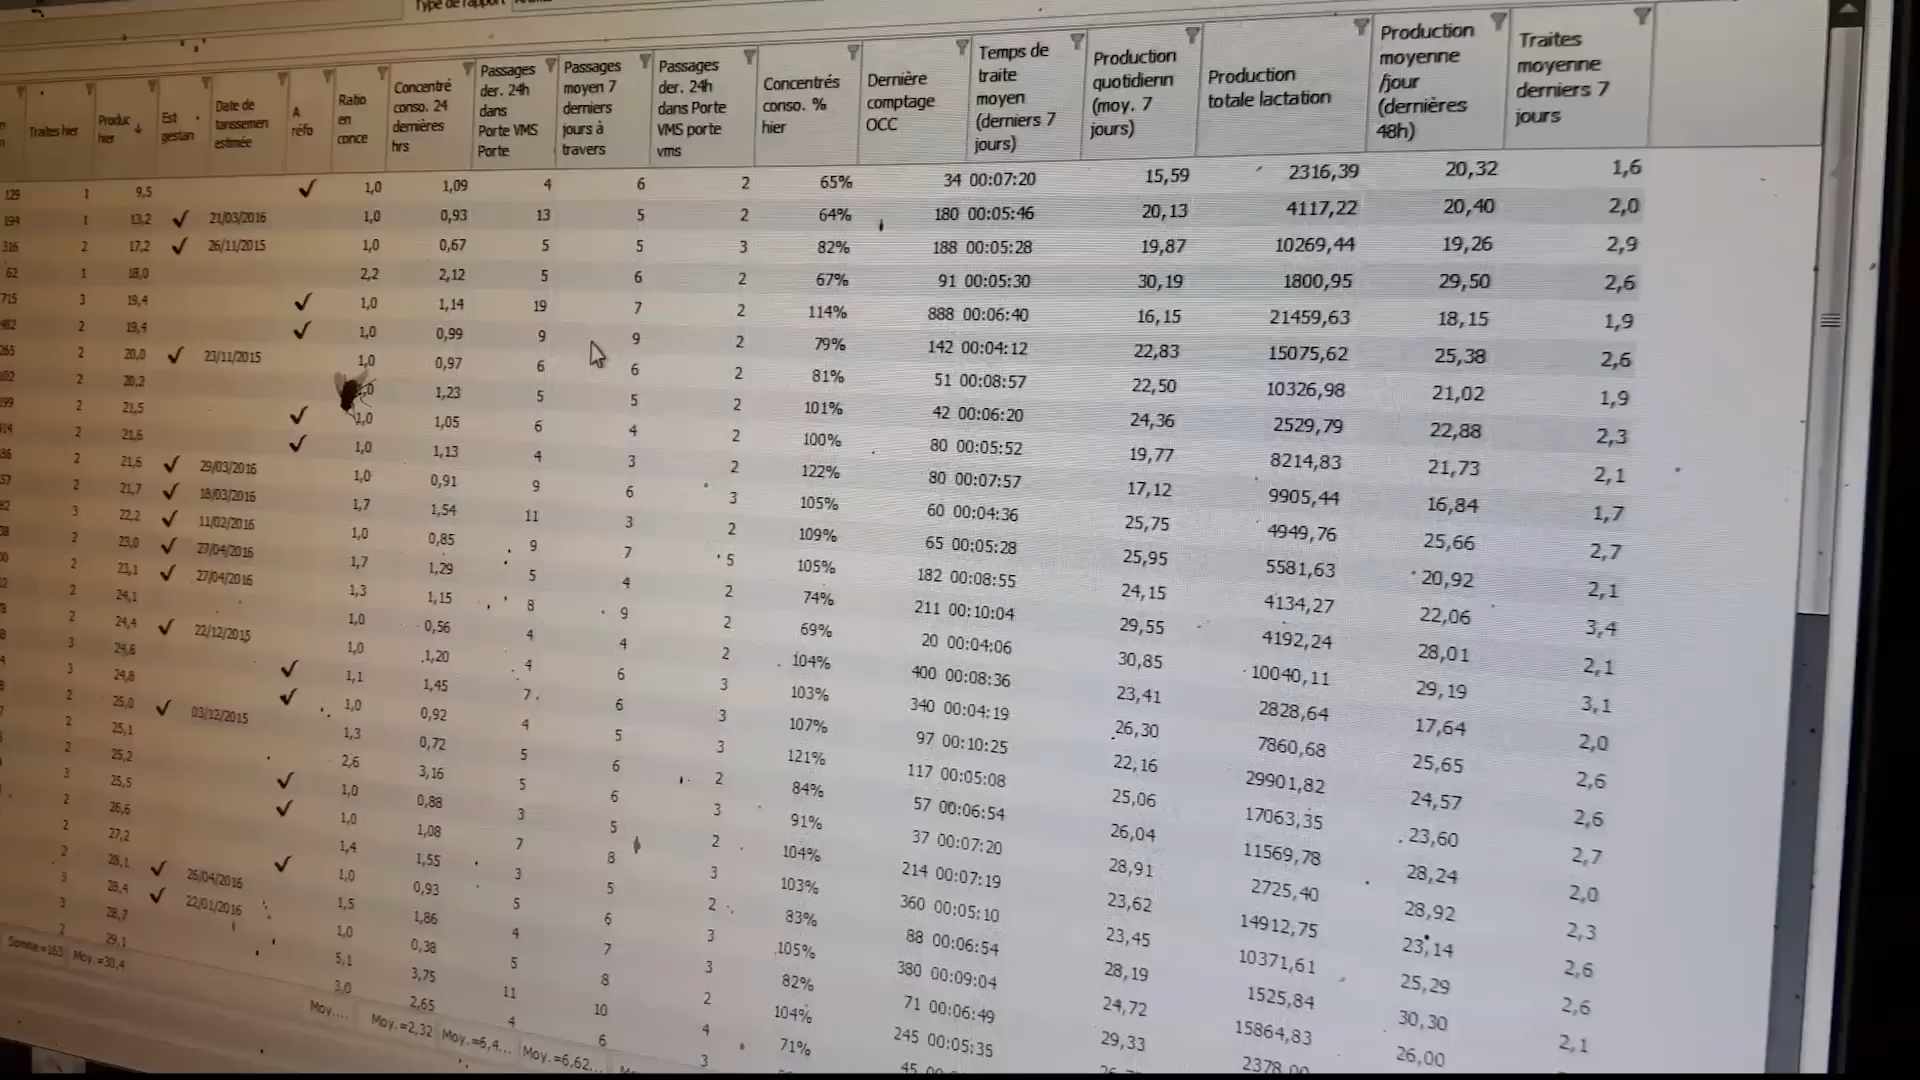 Type de rapport
Traites hier | Produc hier | Est gestan | Date de tarissemen estimée | A réfo | Ratio en conce | Concentré conso. 24 dernières hrs | Passages der. 24h dans Porte VMS Porte | Passages moyen 7 derniers jours à travers | Passages der. 24h dans Porte VMS porte vms | Concentrés conso. % hier | Dernière comptage OCC | Temps de traite moyen (derniers 7 jours) | Production quotidienn (moy. 7 jours) | Production totale lactation | Production moyenne /jour (dernières 48h) | Traites moyenne derniers 7 jours
129 1 9,5 ✓ 1,0 1,09 4 6 2 65% 34 00:07:20 15,59 2316,39 20,32 1,6
194 1 13,2 ✓ 21/03/2016 1,0 0,93 13 5 2 64% 180 00:05:46 20,13 4117,22 20,40 2,0
316 2 17,2 ✓ 26/11/2015 1,0 0,67 5 5 3 82% 188 00:05:28 19,87 10269,44 19,26 2,9
62 1 18,0 2,2 2,12 5 6 2 67% 91 00:05:30 30,19 1800,95 29,50 2,6
715 3 19,4 ✓ 1,0 1,14 19 7 2 114% 888 00:06:40 16,15 21459,63 18,15 1,9
482 2 19,4 ✓ 1,0 0,99 9 9 2 79% 142 00:04:12 22,83 15075,62 25,38 2,6
265 2 20,0 ✓ 23/11/2015 1,0 0,97 6 6 2 81% 51 00:08:57 22,50 10326,98 21,02 1,9
2 20,2 1,23 5 5 2 101% 42 00:06:20 24,36 2529,79 22,88 2,3
2 21,5 ✓ 1,0 1,05 6 4 2 100% 80 00:05:52 19,77 8214,83 21,73 2,1
2 21,6 ✓ 1,0 1,13 4 3 2 122% 80 00:07:57 17,12 9905,44 16,84 1,7
2 21,6 ✓ 29/03/2016 1,0 0,91 9 6 3 105% 60 00:04:36 25,75 4949,76 25,66 2,7
2 21,7 ✓ 18/03/2016 1,7 1,54 11 3 2 109% 65 00:05:28 25,95 5581,63 20,92 2,1
3 22,2 ✓ 11/02/2016 1,0 0,85 9 7 5 105% 182 00:08:55 24,15 4134,27 22,06 3,4
2 23,0 ✓ 27/04/2016 1,7 1,29 5 4 2 74% 211 00:10:04 29,55 4192,24 28,01 2,1
2 23,1 ✓ 27/04/2016 1,3 1,15 8 9 2 69% 20 00:04:06 30,85 10040,11 29,19 3,1
2 24,1 1,0 0,56 4 4 2 104% 400 00:08:36 23,41 2828,64 17,64 2,0
2 24,4 ✓ 22/12/2015 1,0 1,20 4 6 3 103% 340 00:04:19 26,30 7860,68 25,65 2,6
3 24,6 ✓ 1,1 1,45 7 6 3 107% 97 00:10:25 22,16 29901,82 24,57 2,6
3 24,8 ✓ 1,0 0,92 4 5 3 121% 117 00:05:08 25,06 17063,35 23,60 2,7
2 25,0 ✓ 03/12/2015 1,3 0,72 5 6 2 84% 57 00:06:54 26,04 11569,78 28,24 2,0
2 25,1 2,6 3,16 5 6 3 91% 37 00:07:20 28,91 2725,40 28,92 2,3
2 25,2 ✓ 1,0 0,88 3 5 2 104% 214 00:07:19 23,62 14912,75 23,14 2,6
3 25,5 ✓ 1,0 1,08 7 8 3 103% 360 00:05:10 23,45 10371,61 25,29 2,6
2 26,6 1,4 1,55 3 5 2 83% 88 00:06:54 28,19 1525,84 30,30 2,1
2 27,2 ✓ 1,0 0,93 5 6 3 105% 380 00:09:04 24,72 15864,83 26,00
2 28,1 ✓ 26/04/2016 1,5 1,86 4 7 3 82% 71 00:06:49 29,33 2378,00
3 28,4 ✓ 22/01/2016 1,0 0,38 5 8 2 104% 245 00:05:35
3 28,7 5,1 3,75 11 10 4 71% 45
2 29,1 3,0 2,65 4 6 3
Somme=163 Moy.=30,4 Moy.... Moy.=2,32 Moy.=6,4... Moy.=6,62...